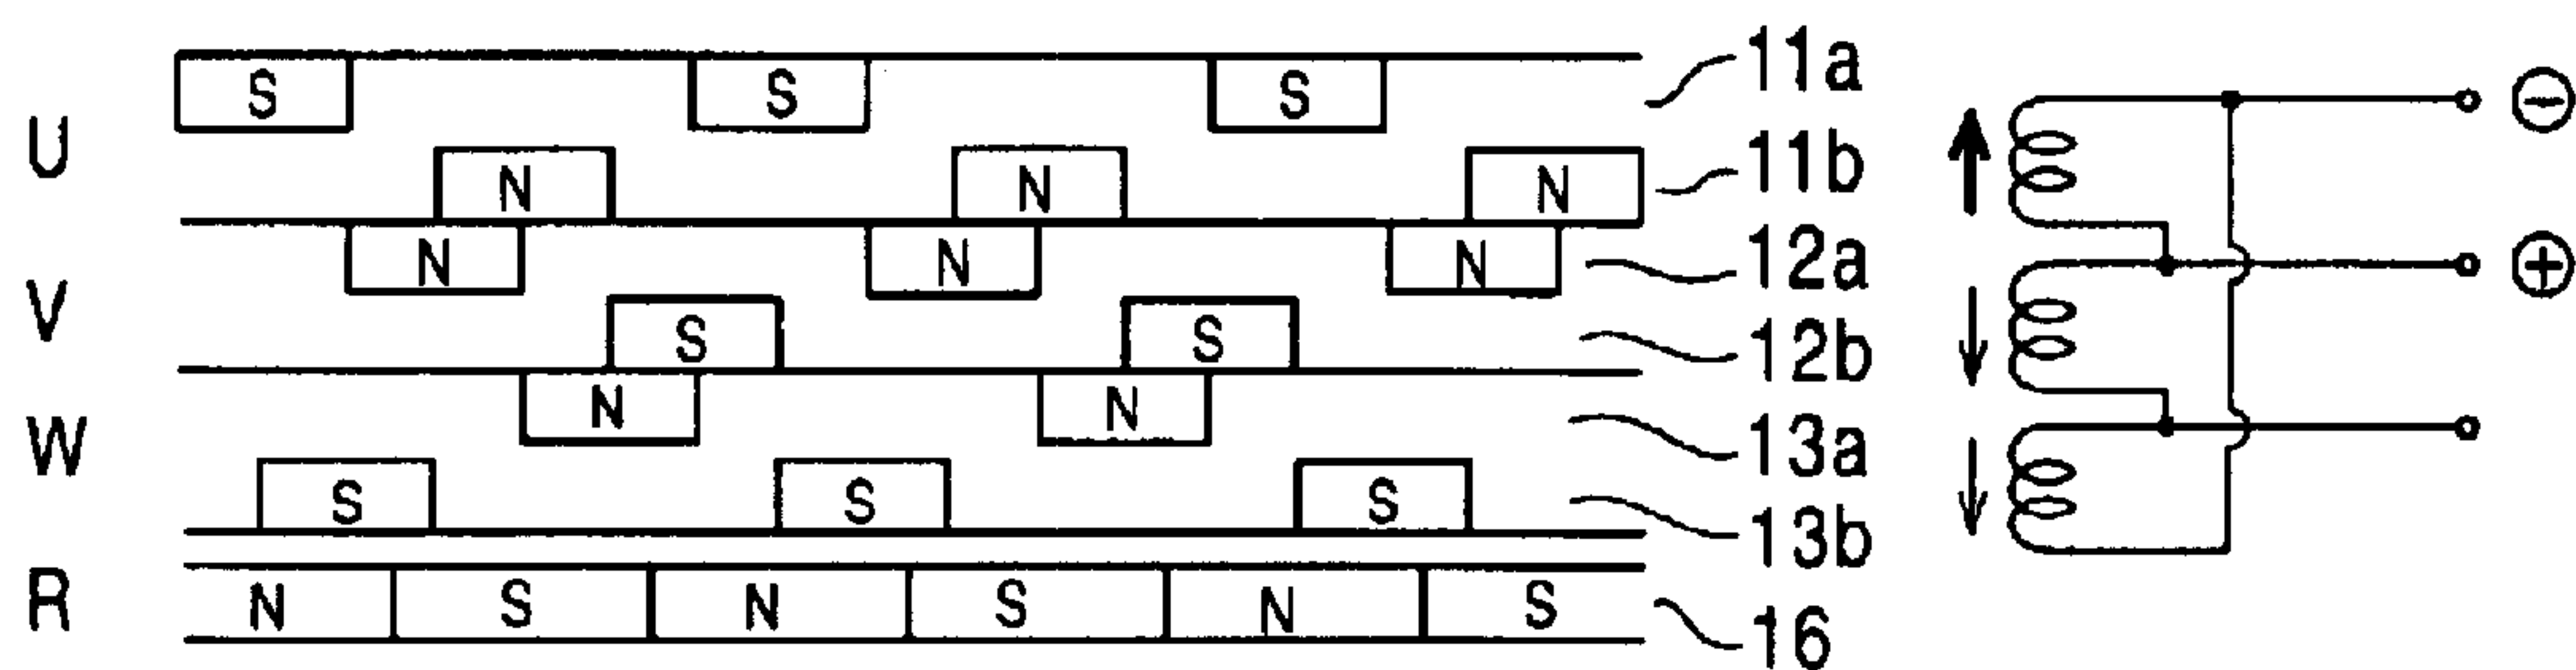 S S S 11a ⊖
U
N N N 11b
N N N 12a ⊕
V
S S 12b
N N 13a
W
S S S 13b
R N S N S N S 16